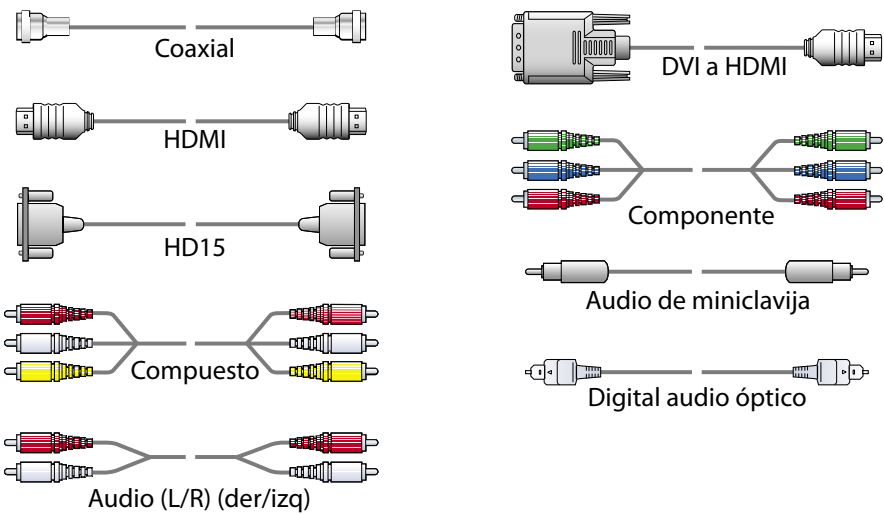 Coaxial
HDMI
HD15
Compuesto
Audio (L/R) (der/izq)
DVI a HDMI
Componente
Audio de miniclavija
Digital audio óptico